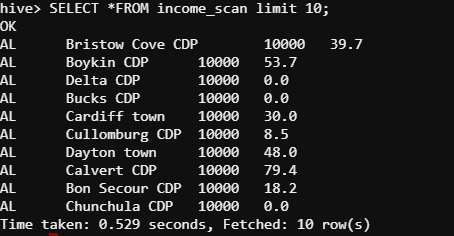 hive> SELECT *FROM income_scan limit 10;
OK
AL Bristow Cove CDP 10000 39.7
AL Boykin CDP 10000 53.7
AL Delta CDP 10000 0.0
AL Bucks CDP 10000 0.0
AL Cardiff town 10000 30.0
AL Cullomburg CDP 10000 8.5
AL Dayton town 10000 48.0
AL Calvert CDP 10000 79.4
AL Bon Secour CDP 10000 18.2
AL Chunchula CDP 10000 0.0
Time taken: 0.529 seconds, Fetched: 10 row(s)